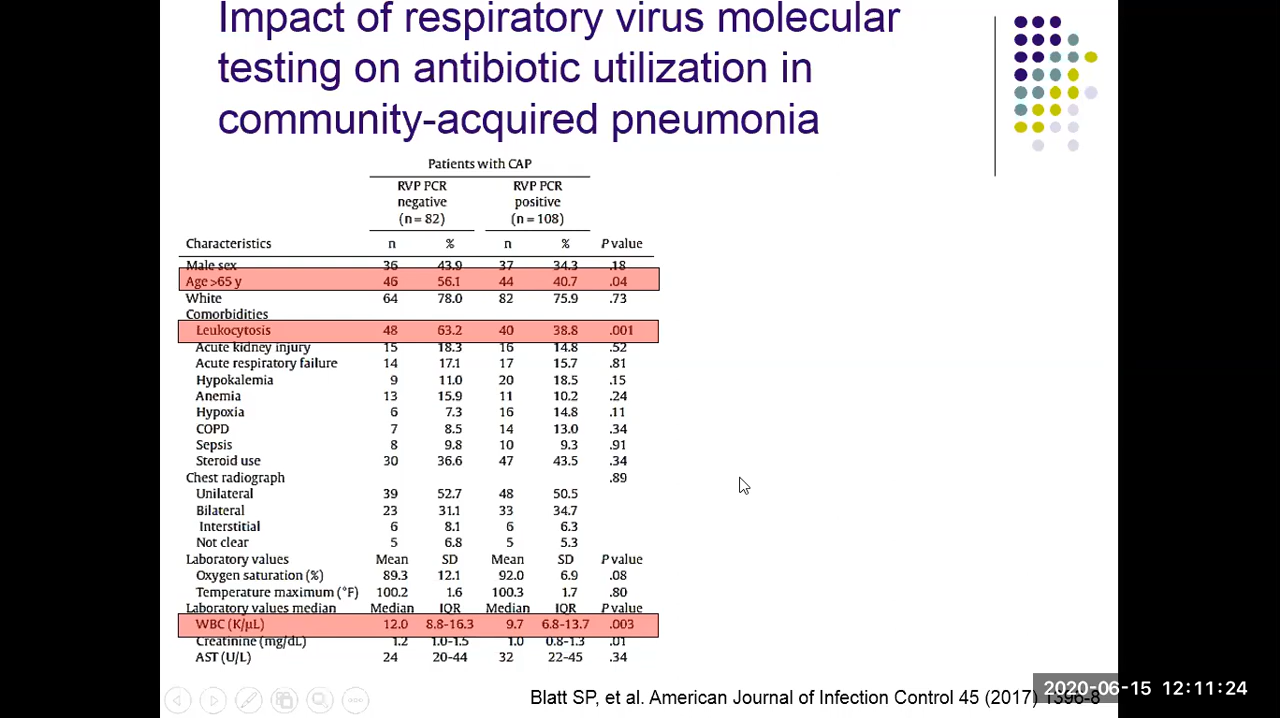 Impact of respiratory virus molecular
testing on antibiotic utilization in
community-acquired pneumonia
Patients with CAP
RVP PCR negative (n = 82) RVP PCR positive (n = 108)
Characteristics n % n % P value
Male sex 36 43.9 37 34.3 .18
Age >65 y 46 56.1 44 40.7 .04
White 64 78.0 82 75.9 .73
Comorbidities
Leukocytosis 48 63.2 40 38.8 .001
Acute kidney injury 15 18.3 16 14.8 .52
Acute respiratory failure 14 17.1 17 15.7 .81
Hypokalemia 9 11.0 20 18.5 .15
Anemia 13 15.9 11 10.2 .24
Hypoxia 6 7.3 16 14.8 .11
COPD 7 8.5 14 13.0 .34
Sepsis 8 9.8 10 9.3 .91
Steroid use 30 36.6 47 43.5 .34
Chest radiograph .89
Unilateral 39 52.7 48 50.5
Bilateral 23 31.1 33 34.7
Interstitial 6 8.1 6 6.3
Not clear 5 6.8 5 5.3
Laboratory values Mean SD Mean SD P value
Oxygen saturation (%) 89.3 12.1 92.0 6.9 .08
Temperature maximum (°F) 100.2 1.6 100.3 1.7 .80
Laboratory values median Median IQR Median IQR P value
WBC (K/µL) 12.0 8.8-16.3 9.7 6.8-13.7 .003
Creatinine (mg/dL) 1.2 1.0-1.5 1.0 0.8-1.3 .01
AST (U/L) 24 20-44 32 22-45 .34
Blatt SP, et al. American Journal of Infection Control 45 (2017) 1396-8
2020-06-15 12:11:24